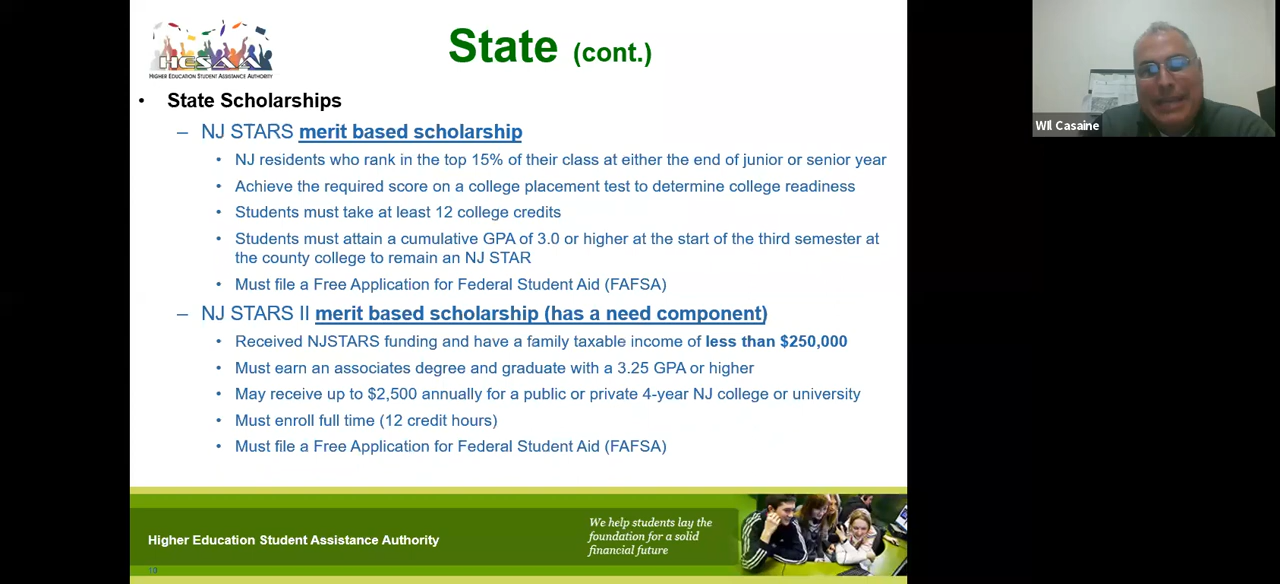 HESAA
HIGHER EDUCATION STUDENT ASSISTANCE AUTHORITY
State (cont.)
• State Scholarships
– NJ STARS merit based scholarship
• NJ residents who rank in the top 15% of their class at either the end of junior or senior year
• Achieve the required score on a college placement test to determine college readiness
• Students must take at least 12 college credits
• Students must attain a cumulative GPA of 3.0 or higher at the start of the third semester at
the county college to remain an NJ STAR
• Must file a Free Application for Federal Student Aid (FAFSA)
– NJ STARS II merit based scholarship (has a need component)
• Received NJSTARS funding and have a family taxable income of less than $250,000
• Must earn an associates degree and graduate with a 3.25 GPA or higher
• May receive up to $2,500 annually for a public or private 4-year NJ college or university
• Must enroll full time (12 credit hours)
• Must file a Free Application for Federal Student Aid (FAFSA)
We help students lay the
foundation for a solid
financial future
Higher Education Student Assistance Authority
WIl Casaine